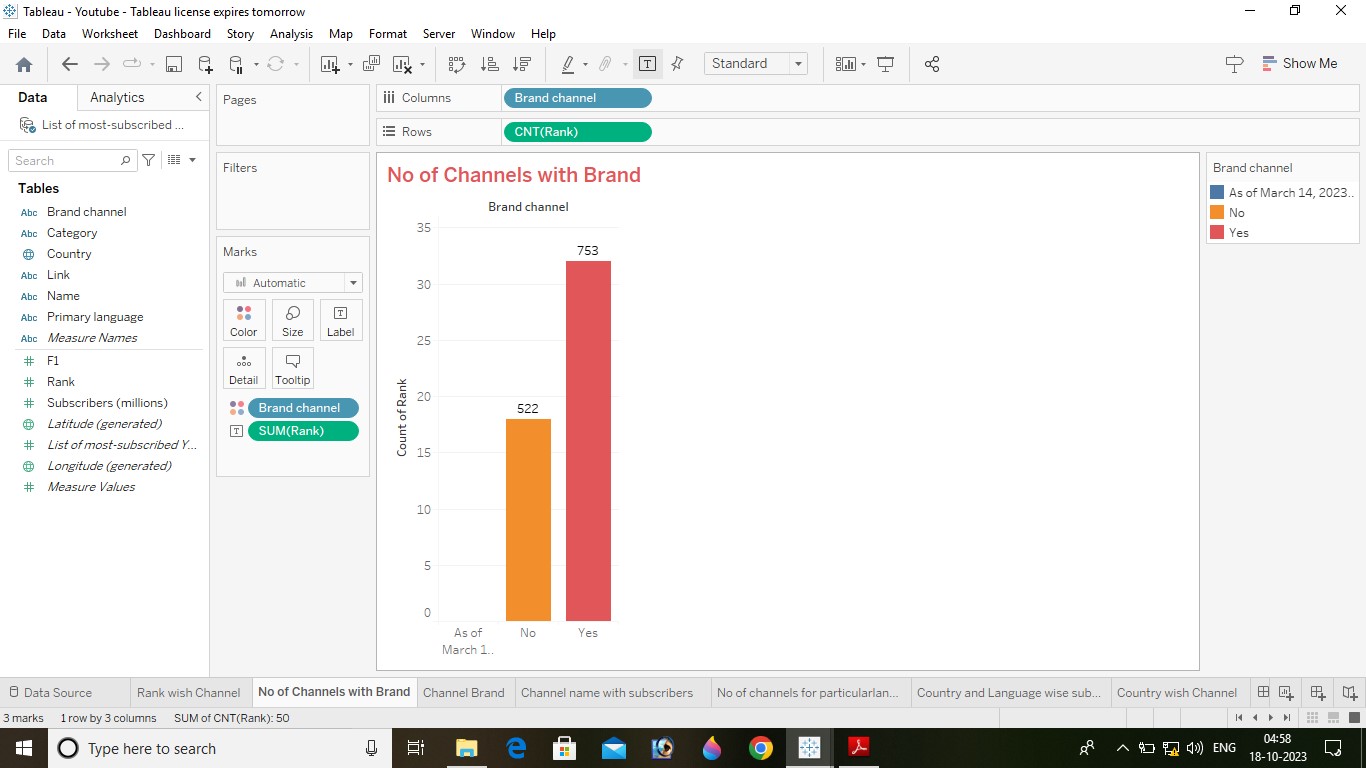 Tableau - Youtube - Tableau license expires tomorrow
File Data Worksheet Dashboard Story Analysis Map Format Server Window Help
Standard
Show Me
Data Analytics
Pages
Columns Brand channel
List of most-subscribed ...
Rows CNT(Rank)
Search
Filters
Tables
Abc Brand channel
Abc Category
Country
Abc Link
Abc Name
Abc Primary language
Abc Measure Names
F1
Rank
Subscribers (millions)
Latitude (generated)
List of most-subscribed Y...
Longitude (generated)
Measure Values
Marks
Automatic
Color Size Label
Detail Tooltip
Brand channel
SUM(Rank)
No of Channels with Brand
Brand channel
35
30
25
20
15
10
5
0
Count of Rank
522
753
As of
March 1..
No
Yes
Brand channel
As of March 14, 2023..
No
Yes
Data Source Rank wish Channel No of Channels with Brand Channel Brand Channel name with subscribers No of channels for particularlan... Country and Language wise sub... Country wish Channel
3 marks 1 row by 3 columns SUM of CNT(Rank): 50
Type here to search
ENG
04:58
18-10-2023